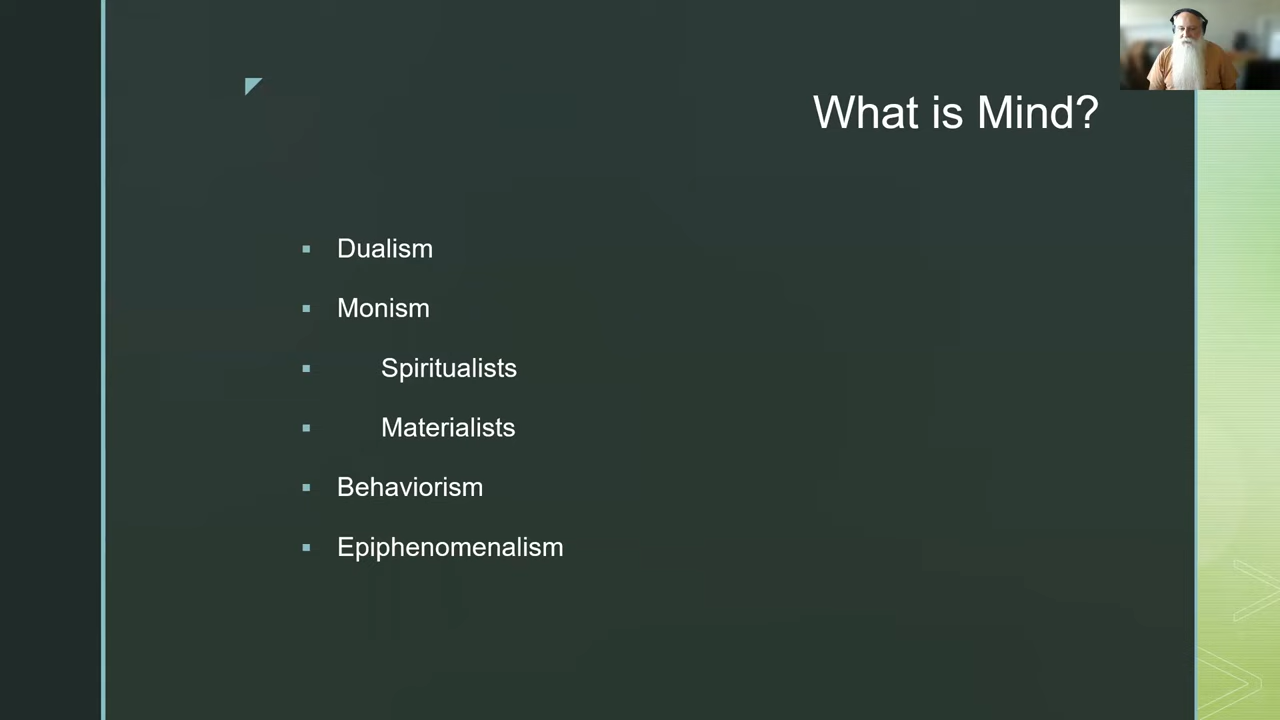 What is Mind?
Dualism
Monism
Spiritualists
Materialists
Behaviorism
Epiphenomenalism